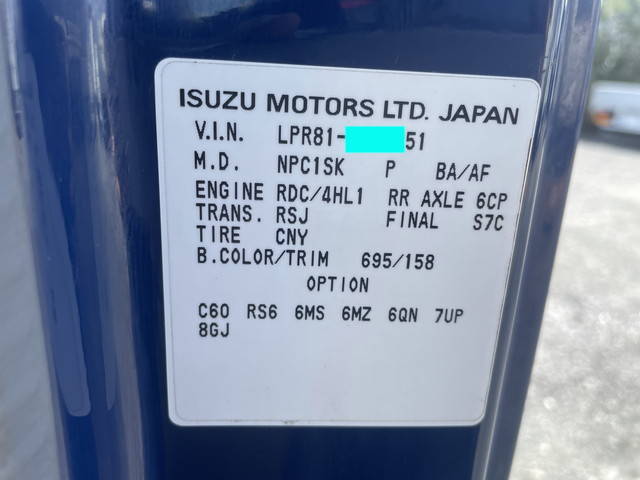 ISUZU MOTORS LTD. JAPAN
V.I.N. LPR81- 51
M.D. NPC1SK P BA/AF
ENGINE RDC/4HL1 RR AXLE 6CP
TRANS. RSJ FINAL S7C
TIRE CNY
B.COLOR/TRIM 695/158
OPTION
C60 RS6 6MS 6MZ 6QN 7UP
8GJ